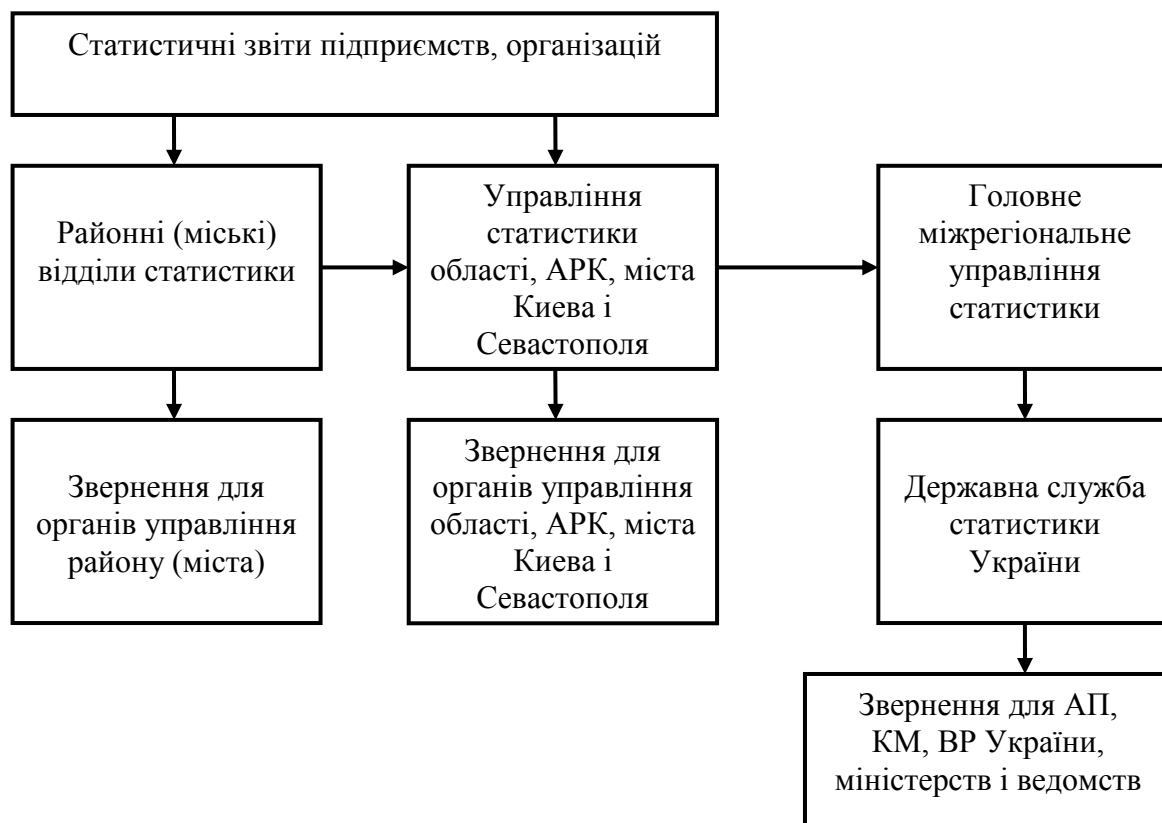 Статистичні звіти підприємств, організацій
Районні (міські)
відділи статистики
Управління
статистики
області, АРК, міста
Києва і
Севастополя
Головне
міжрегіональне
управління
статистики
Звернення для
органів управління
району (міста)
Звернення для
органів управління
області, АРК, міста
Києва і
Севастополя
Державна служба
статистики
України
Звернення для АП,
КМ, ВР України,
міністерств і ведомств